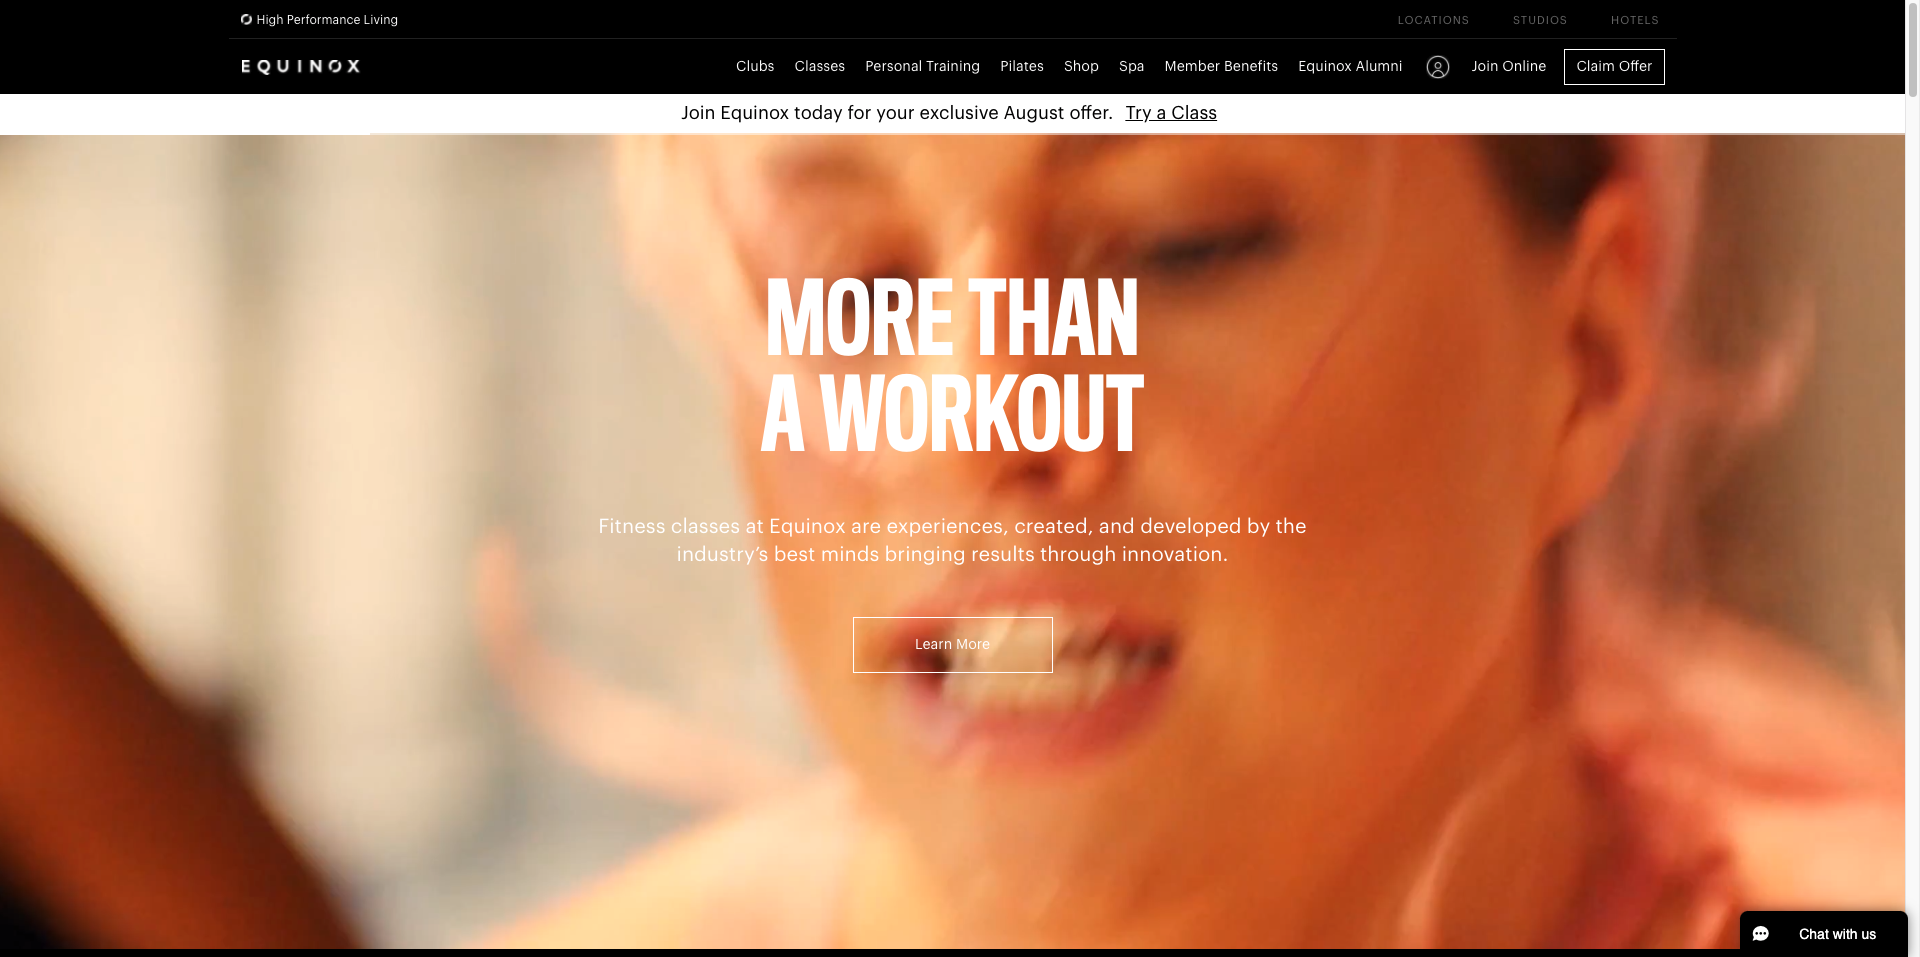 High Performance Living
LOCATIONS STUDIOS HOTELS
EQUINOX
Clubs Classes Personal Training Pilates Shop Spa Member Benefits Equinox Alumni Join Online Claim Offer
Join Equinox today for your exclusive August offer. Try a Class
MORE THAN
A WORKOUT
Fitness classes at Equinox are experiences, created, and developed by the
industry’s best minds bringing results through innovation.
Learn More
Chat with us